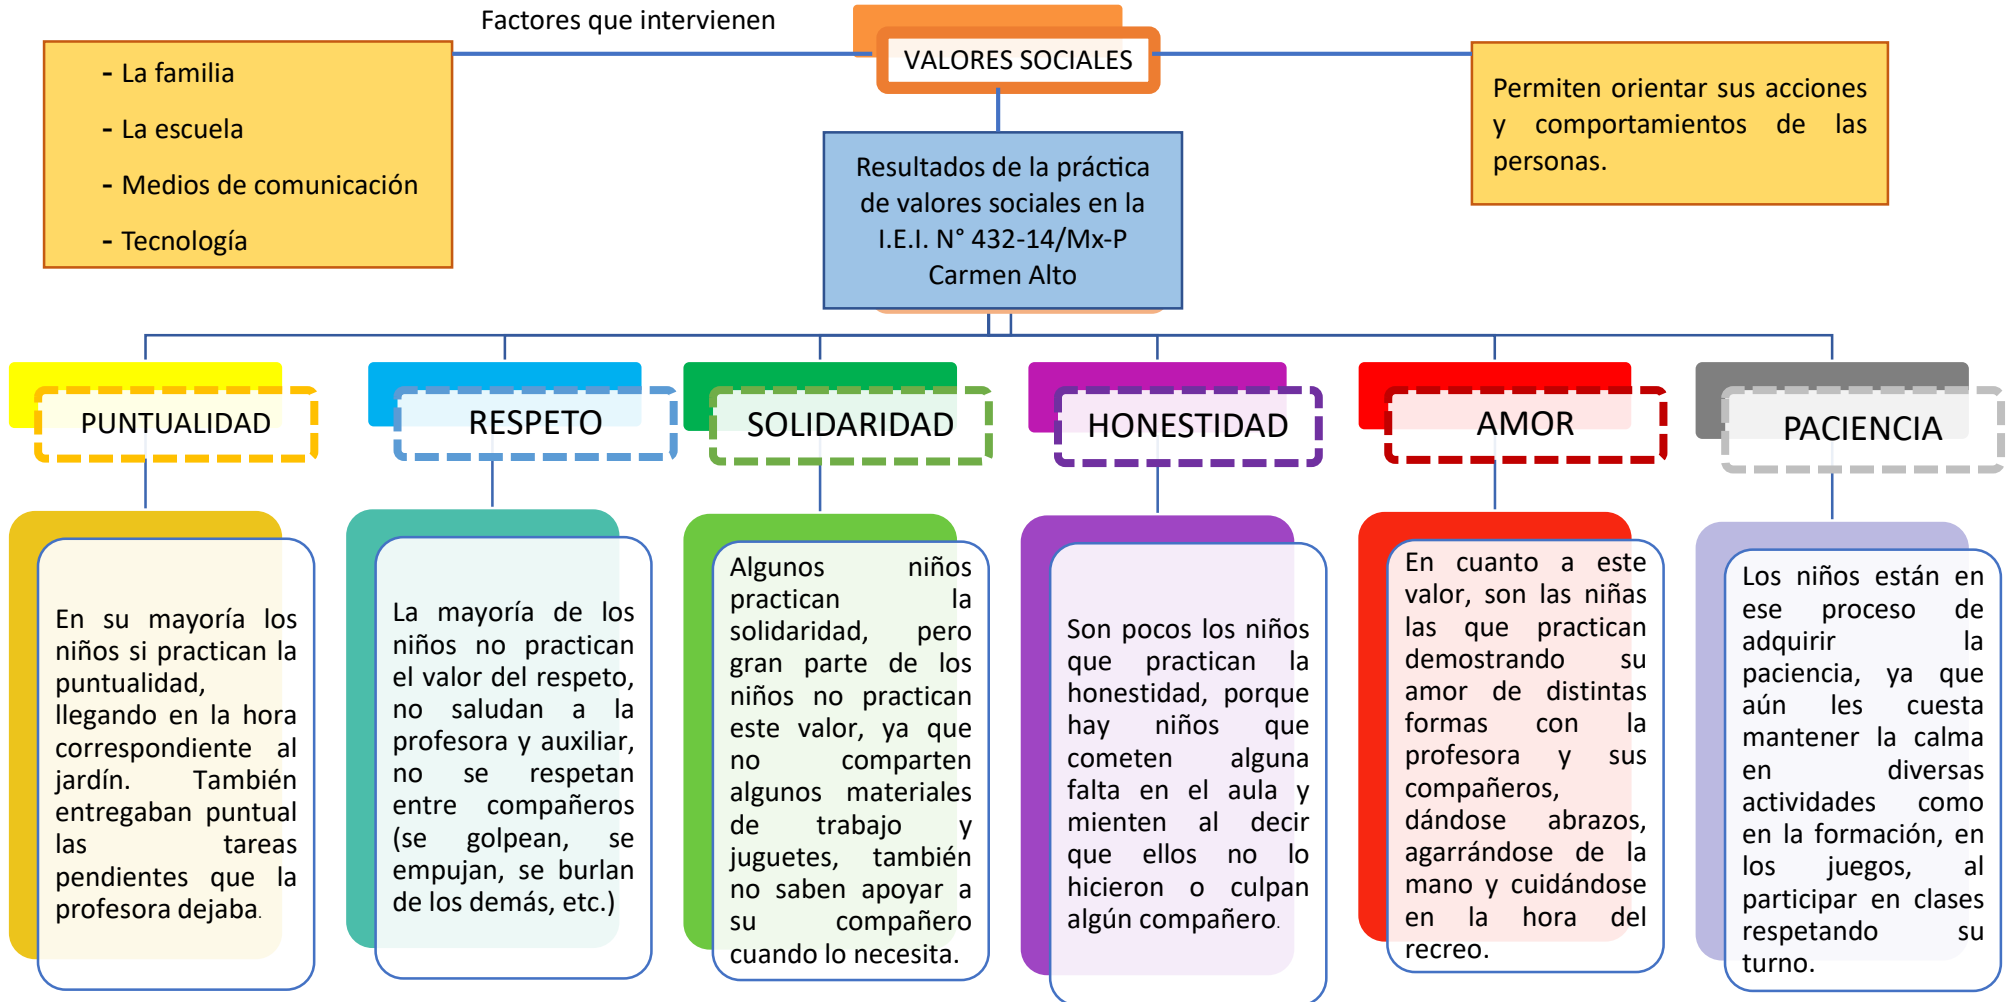 Factores que intervienen
VALORES SOCIALES
- La familia
- La escuela
- Medios de comunicación
- Tecnología
Permiten orientar sus acciones
y comportamientos de las
personas.
Resultados de la práctica
de valores sociales en la
I.E.I. N° 432-14/Mx-P
Carmen Alto
PUNTUALIDAD
RESPETO
SOLIDARIDAD
HONESTIDAD
AMOR
PACIENCIA
En su mayoría los
niños si practican la
puntualidad,
llegando en la hora
correspondiente al
jardín. También
entregaban puntual
las tareas
pendientes que la
profesora dejaba.
La mayoría de los
niños no practican
el valor del respeto,
no saludan a la
profesora y auxiliar,
no se respetan
entre compañeros
(se golpean, se
empujan, se burlan
de los demás, etc.)
Algunos niños
practican la
solidaridad, pero
gran parte de los
niños no practican
este valor, ya que
no comparten
algunos materiales
de trabajo y
juguetes, también
no saben apoyar a
su compañero
cuando lo necesita.
Son pocos los niños
que practican la
honestidad, porque
hay niños que
cometen alguna
falta en el aula y
mienten al decir
que ellos no lo
hicieron o culpan
algún compañero.
En cuanto a este
valor, son las niñas
las que practican
demostrando su
amor de distintas
formas con la
profesora y sus
compañeros,
dándose abrazos,
agarrándose de la
mano y cuidándose
en la hora del
recreo.
Los niños están en
ese proceso de
adquirir la
paciencia, ya que
aún les cuesta
mantener la calma
en diversas
actividades como
en la formación, en
los juegos, al
participar en clases
respetando su
turno.